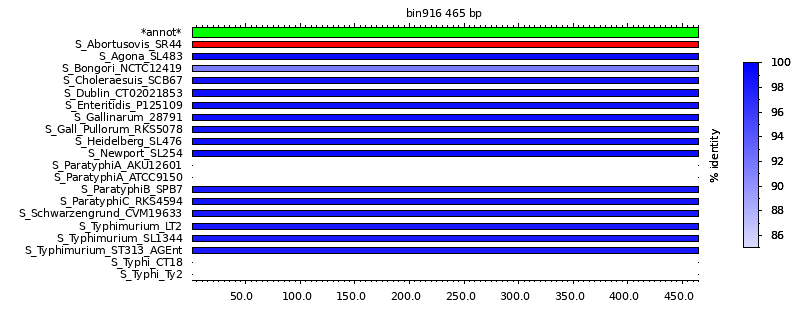 bin916 465 bp
*annot*
S_Abortusovis_SR44
S_Agona_SL483
S_Bongori_NCTC12419
S_Choleraesuis_SCB67
S_Dublin_CT02021853
S_Enteritidis_P125109
S_Gallinarum_28791
S_Gall_Pullorum_RKS5078
S_Heidelberg_SL476
S_Newport_SL254
S_ParatyphiA_AKU12601
S_ParatyphiA_ATCC9150
S_ParatyphiB_SPB7
S_ParatyphiC_RKS4594
S_Schwarzengrund_CVM19633
S_Typhimurium_LT2
S_Typhimurium_SL1344
S_Typhimurium_ST313_AGEnt
S_Typhi_CT18
S_Typhi_Ty2
50.0 100.0 150.0 200.0 250.0 300.0 350.0 400.0 450.0
% identity
100
98
96
94
92
90
88
86